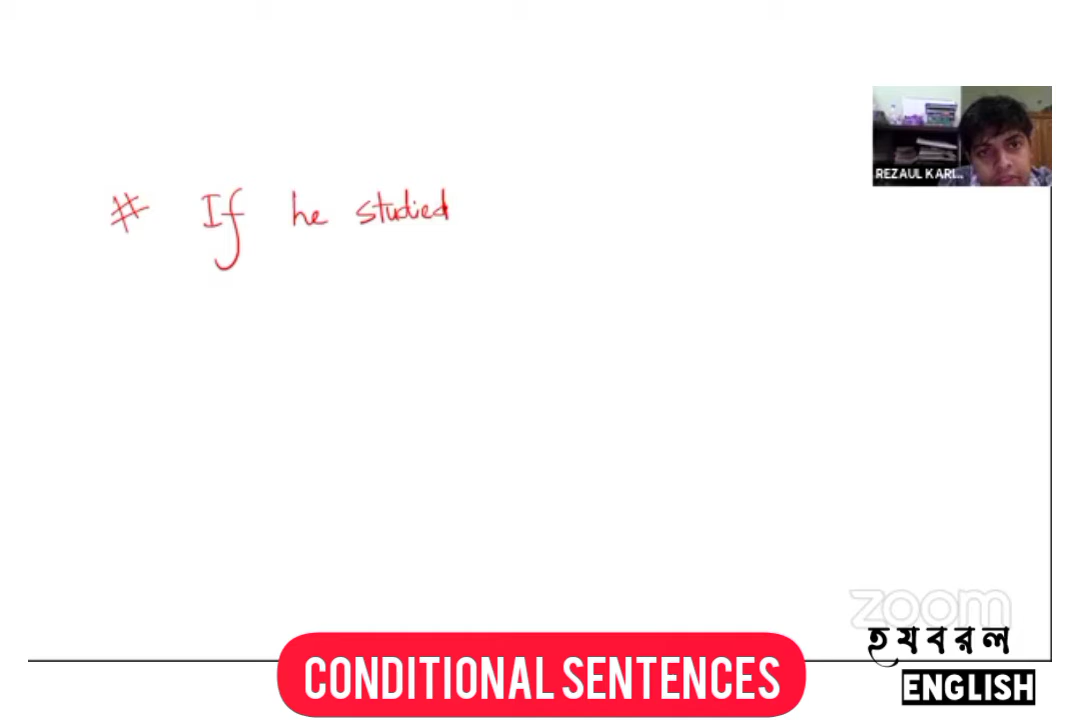 REZAUL KARI...
# If he studied
zoom
হযবরল
CONDITIONAL SENTENCES
ENGLISH